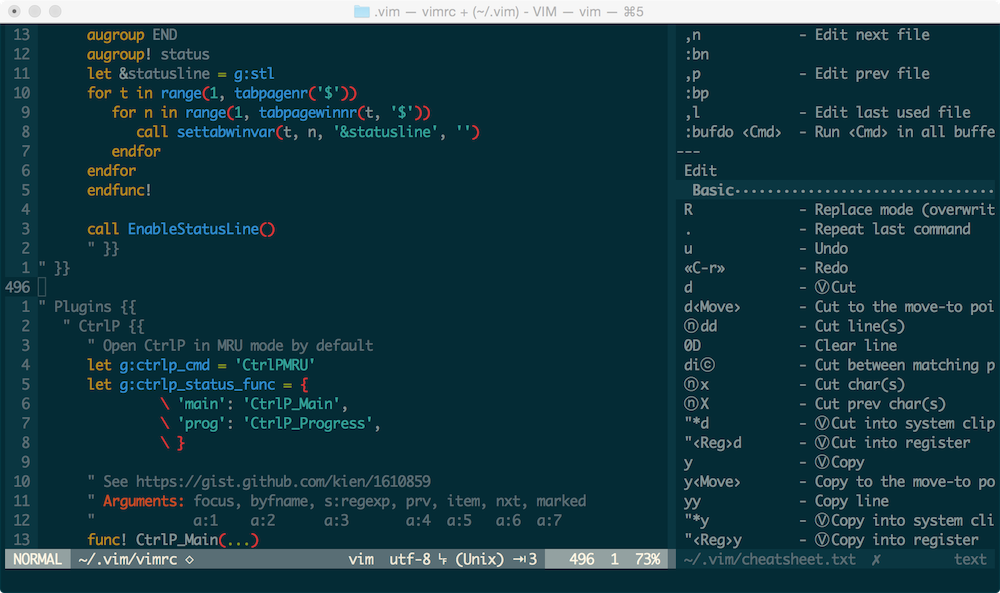 .vim — vimrc + (~/.vim) - VIM — vim — ⌘5
13 augroup END
12 augroup! status
11 let &statusline = g:stl
10 for t in range(1, tabpagenr('$'))
9 for n in range(1, tabpagewinnr(t, '$'))
8 call settabwinvar(t, n, '&statusline', '')
7 endfor
6 endfor
5 endfunc!
4
3 call EnableStatusLine()
2 " }}
1 " }}
496
1 " Plugins {{
2 " CtrlP {{
3 " Open CtrlP in MRU mode by default
4 let g:ctrlp_cmd = 'CtrlPMRU'
5 let g:ctrlp_status_func = {
6 \ 'main': 'CtrlP_Main',
7 \ 'prog': 'CtrlP_Progress',
8 \ }
9
10 " See https://gist.github.com/kien/1610859
11 " Arguments: focus, byfname, s:regexp, prv, item, nxt, marked
12 " a:1 a:2 a:3 a:4 a:5 a:6 a:7
13 func! CtrlP_Main(...)
NORMAL ~/.vim/vimrc ◇ vim utf-8 ␊ (Unix) ⇥3 496 1 73%
,n - Edit next file
:bn
,p - Edit prev file
:bp
,l - Edit last used file
:bufdo <Cmd> - Run <Cmd> in all buffe
---
Edit
Basic································
R - Replace mode (overwrit
. - Repeat last command
u - Undo
«C-r» - Redo
d - ⓋCut
d<Move> - Cut to the move-to poi
ⓝdd - Cut line(s)
0D - Clear line
diⓒ - Cut between matching p
ⓝx - Cut char(s)
ⓝX - Cut prev char(s)
"*d - ⓋCut into system clip
"<Reg>d - ⓋCut into register
y - ⓋCopy
y<Move> - Copy to the move-to po
yy - Copy line
"*y - ⓋCopy into system cli
"<Reg>y - ⓋCopy into register
~/.vim/cheatsheet.txt ✗ text